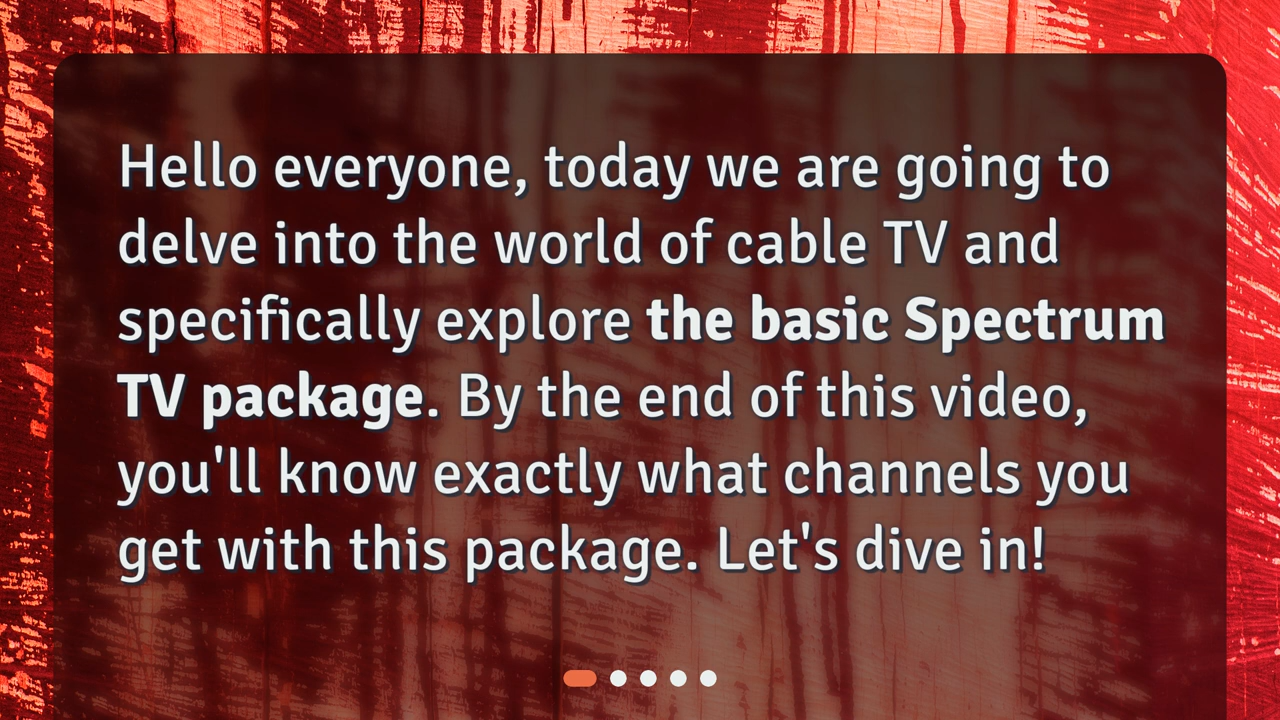 Hello everyone, today we are going to
delve into the world of cable TV and
specifically explore the basic Spectrum
TV package. By the end of this video,
you'll know exactly what channels you
get with this package. Let's dive in!